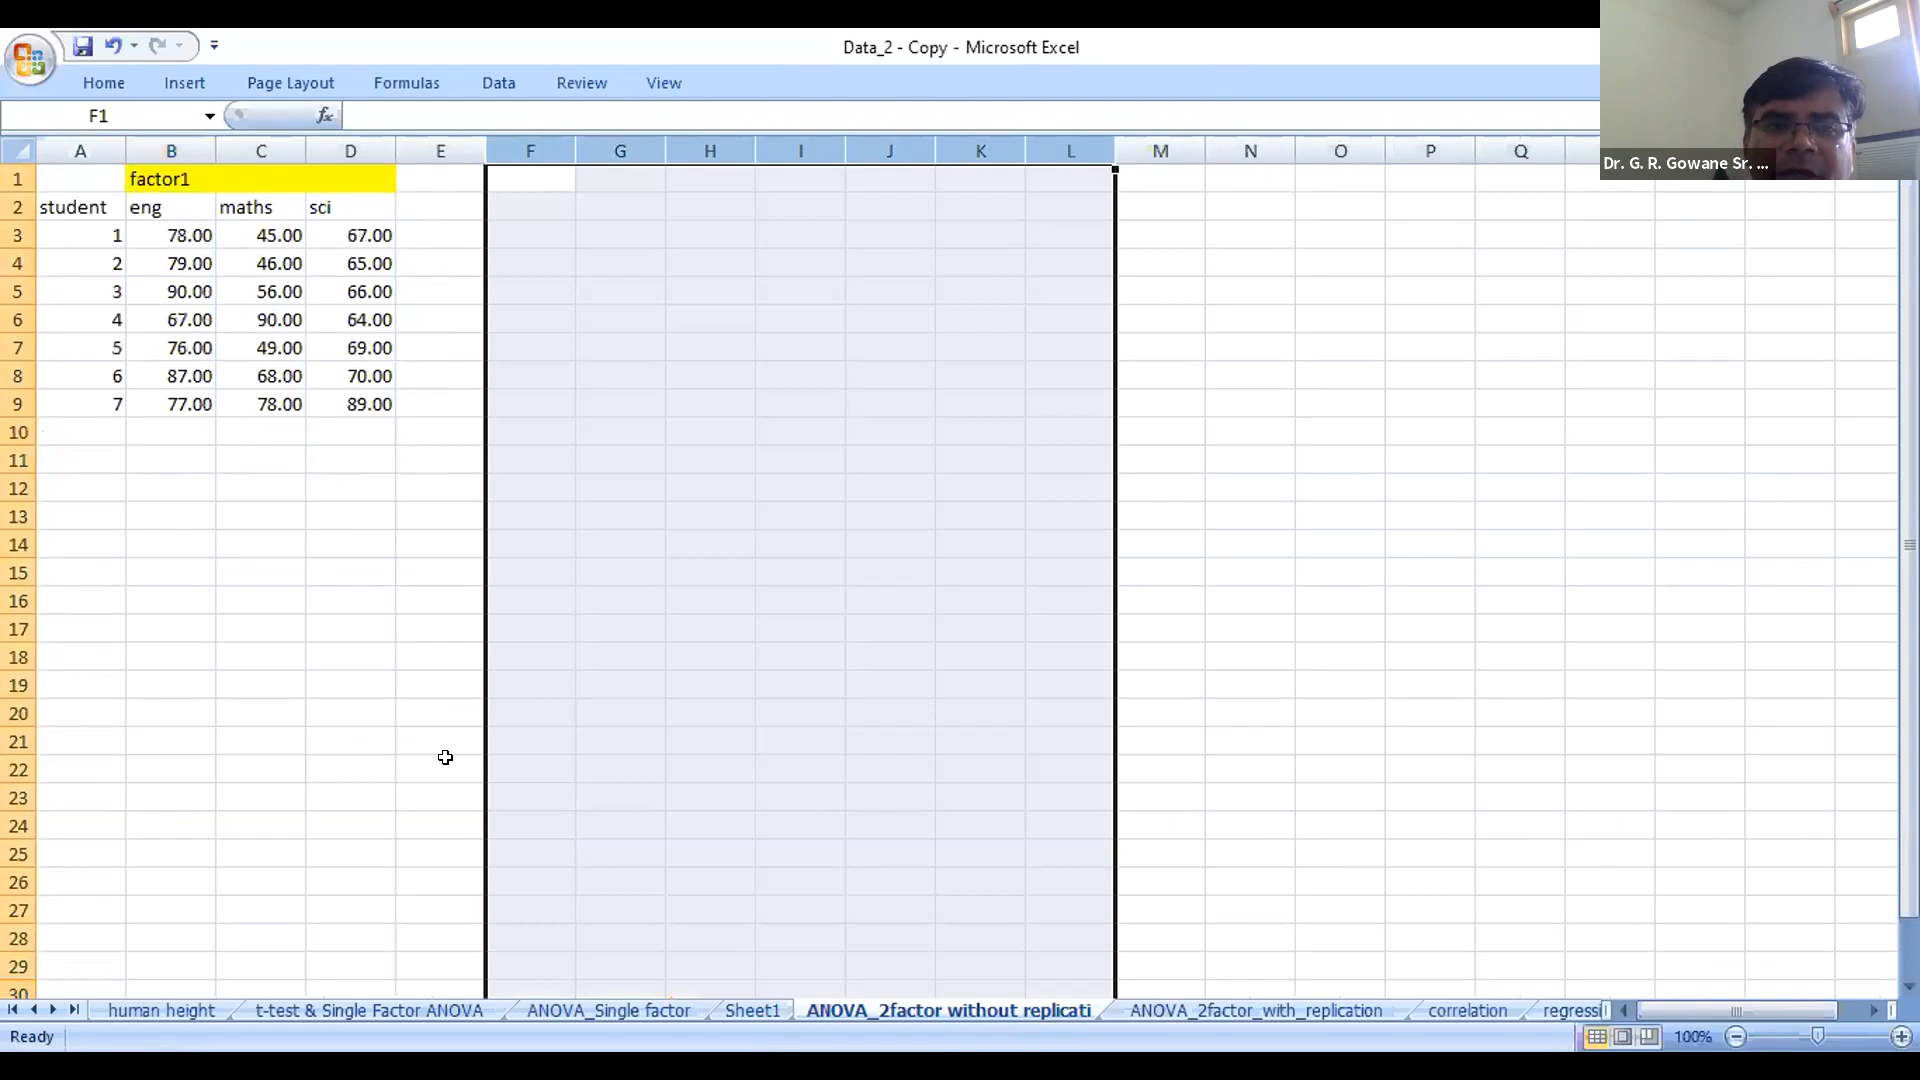 Data_2 - Copy - Microsoft Excel
Home Insert Page Layout Formulas Data Review View
F1 fx
Dr. G. R. Gowane Sr. ...
A B C D E F G H I J K L M N O P Q
1 factor1
2 student eng maths sci
3 1 78.00 45.00 67.00
4 2 79.00 46.00 65.00
5 3 90.00 56.00 66.00
6 4 67.00 90.00 64.00
7 5 76.00 49.00 69.00
8 6 87.00 68.00 70.00
9 7 77.00 78.00 89.00
10
11
12
13
14
15
16
17
18
19
20
21
22
23
24
25
26
27
28
29
30
human height t-test & Single Factor ANOVA ANOVA_Single factor Sheet1 ANOVA_2factor without replicati ANOVA_2factor_with_replication correlation regressi
Ready 100%